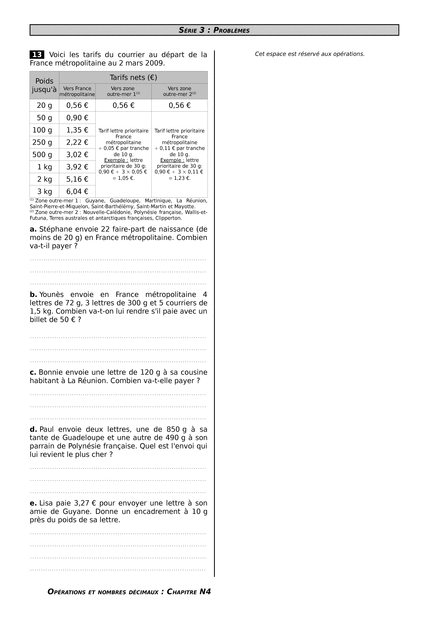 SÉRIE 3 : PROBLÈMES
13 Voici les tarifs du courrier au départ de la
France métropolitaine au 2 mars 2009.
Poids
jusqu'à
Tarifs nets (€)
Vers France
métropolitaine
Vers zone
outre-mer 1(1)
Vers zone
outre-mer 2(2)
20 g 0,56 € 0,56 € 0,56 €
50 g 0,90 €
100 g 1,35 €
250 g 2,22 €
500 g 3,02 €
1 kg 3,92 €
2 kg 5,16 €
3 kg 6,04 €
Tarif lettre prioritaire
France
métropolitaine
+ 0,05 € par tranche
de 10 g.
Exemple : lettre
prioritaire de 30 g:
0,90 € + 3 × 0,05 €
= 1,05 €.
Tarif lettre prioritaire
France
métropolitaine
+ 0,11 € par tranche
de 10 g.
Exemple : lettre
prioritaire de 30 g:
0,90 € + 3 × 0,11 €
= 1,23 €.
(1) Zone outre-mer 1 : Guyane, Guadeloupe, Martinique, La Réunion,
Saint-Pierre-et-Miquelon, Saint-Barthélémy, Saint-Martin et Mayotte.
(2) Zone outre-mer 2 : Nouvelle-Calédonie, Polynésie française, Wallis-et-
Futuna, Terres australes et antarctiques françaises, Clipperton.
a. Stéphane envoie 22 faire-part de naissance (de
moins de 20 g) en France métropolitaine. Combien
va-t-il payer ?
b. Younès envoie en France métropolitaine 4
lettres de 72 g, 3 lettres de 300 g et 5 courriers de
1,5 kg. Combien va-t-on lui rendre s'il paie avec un
billet de 50 € ?
c. Bonnie envoie une lettre de 120 g à sa cousine
habitant à La Réunion. Combien va-t-elle payer ?
d. Paul envoie deux lettres, une de 850 g à sa
tante de Guadeloupe et une autre de 490 g à son
parrain de Polynésie française. Quel est l'envoi qui
lui revient le plus cher ?
e. Lisa paie 3,27 € pour envoyer une lettre à son
amie de Guyane. Donne un encadrement à 10 g
près du poids de sa lettre.
Cet espace est réservé aux opérations.
OPÉRATIONS ET NOMBRES DÉCIMAUX : CHAPITRE N4